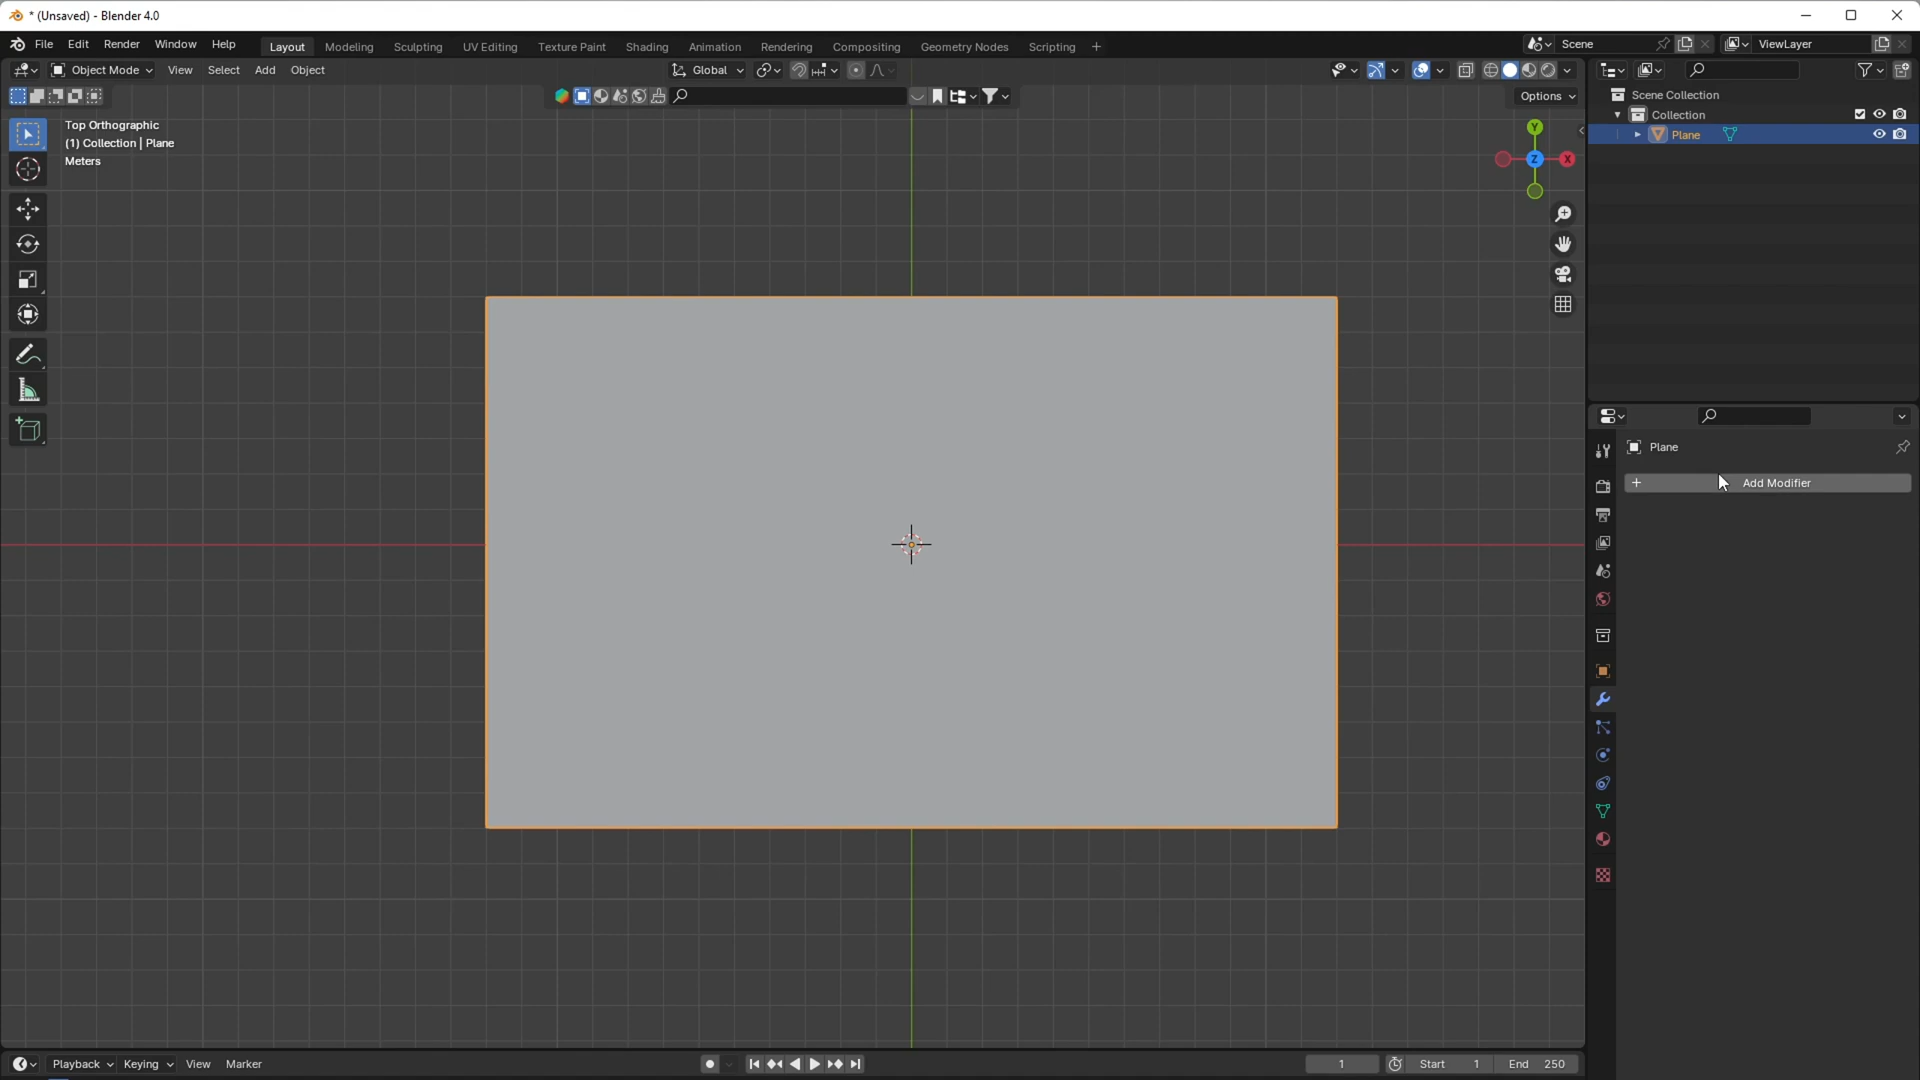 * (Unsaved) - Blender 4.0
File Edit Render Window Help Layout Modeling Sculpting UV Editing Texture Paint Shading Animation Rendering Compositing Geometry Nodes Scripting + Scene ViewLayer
Object Mode View Select Add Object Global
Options
Top Orthographic
(1) Collection | Plane
Meters
Y
Z X
Scene Collection
Collection
Plane
Plane
+ Add Modifier
Playback Keying View Marker 1 Start 1 End 250